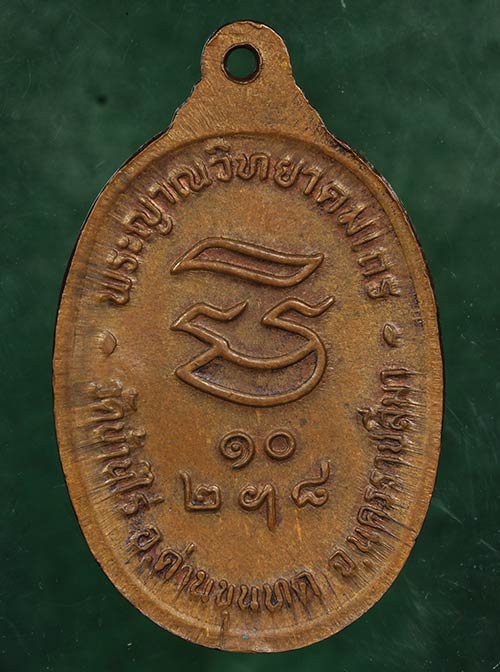 พระญาณวิทยาคมเถร
๑๐
๒๗๘
วัดบ้านไร่ อ.ด่านขุนทด จ.นครราชสีมา